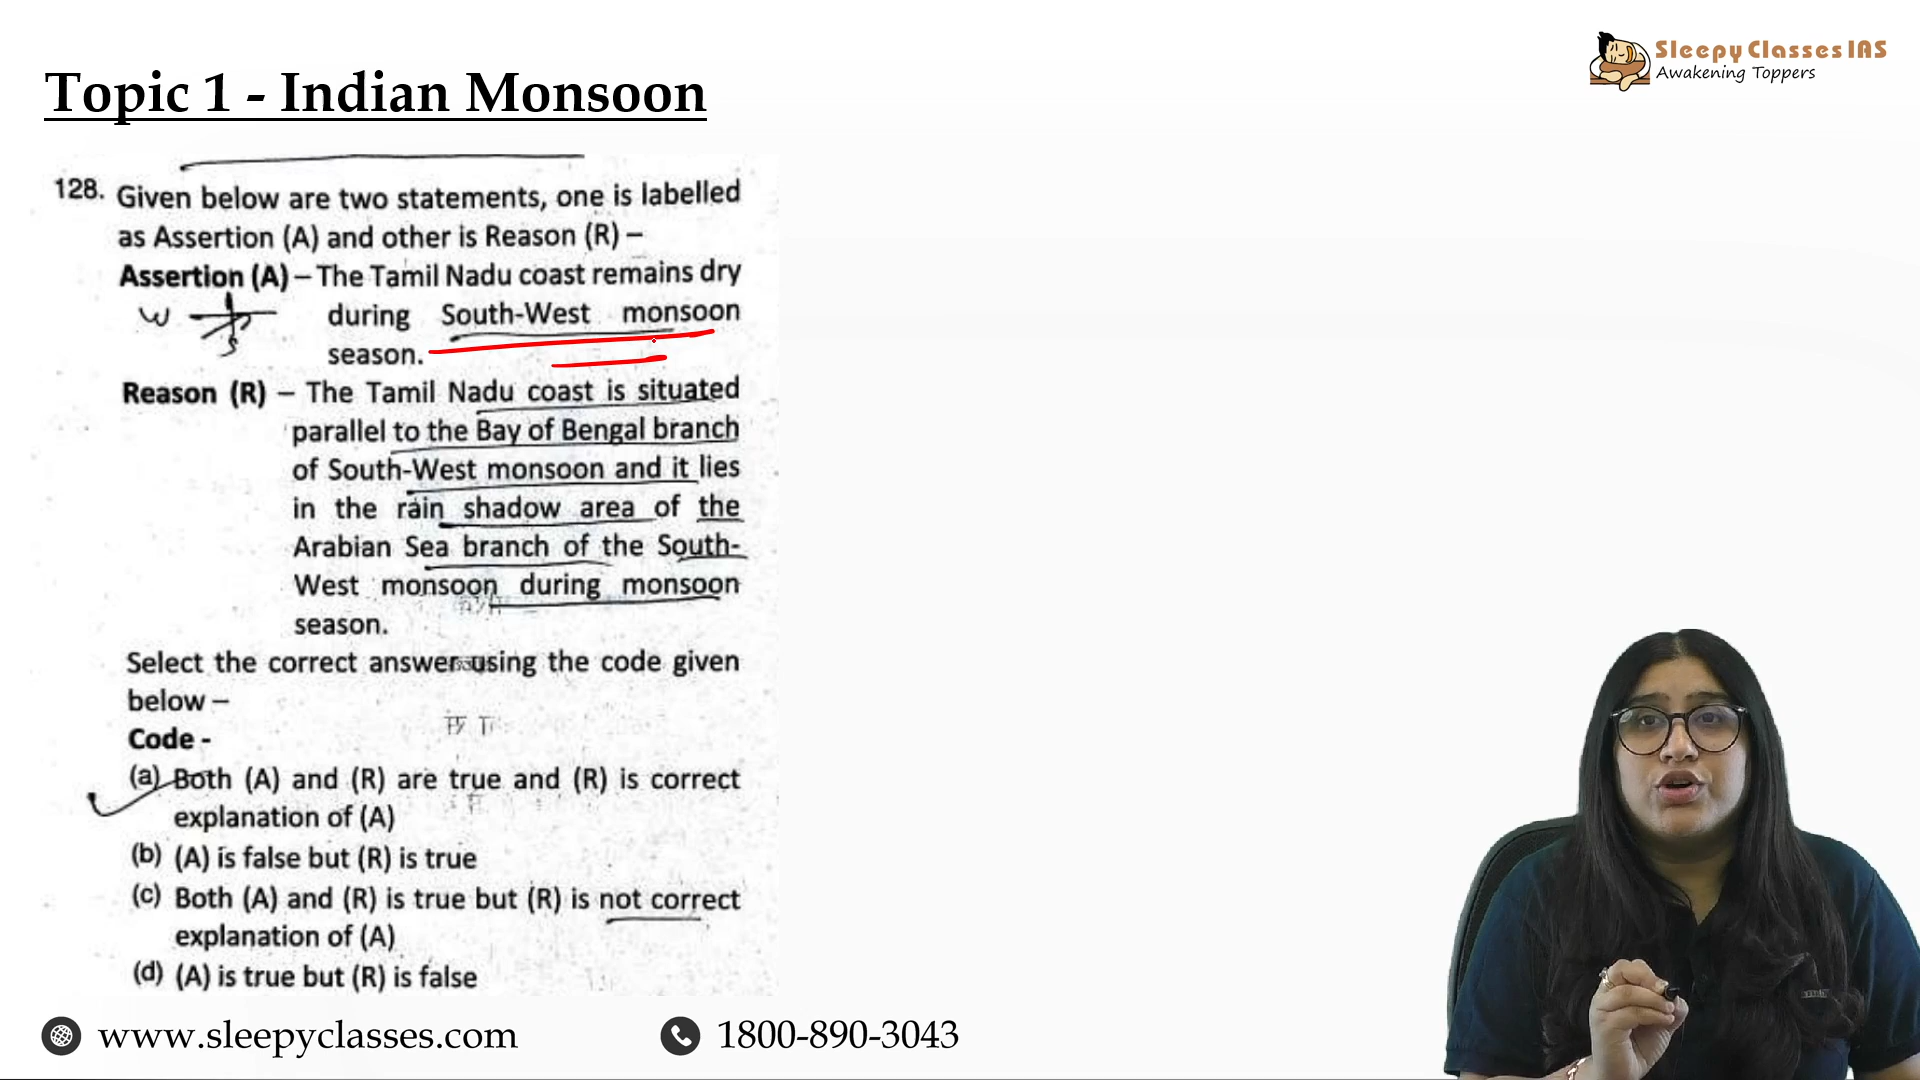 Sleepy Classes IAS
Awakening Toppers
Topic 1 - Indian Monsoon
128. Given below are two statements, one is labelled
as Assertion (A) and other is Reason (R) –
Assertion (A) – The Tamil Nadu coast remains dry
W
during South-West monsoon
S
season.
Reason (R) – The Tamil Nadu coast is situated
parallel to the Bay of Bengal branch
of South-West monsoon and it lies
in the rain shadow area of the
Arabian Sea branch of the South-
West monsoon during monsoon
season.
Select the correct answer using the code given
below –
Code -
(a) Both (A) and (R) are true and (R) is correct
explanation of (A)
(b) (A) is false but (R) is true
(c) Both (A) and (R) is true but (R) is not correct
explanation of (A)
(d) (A) is true but (R) is false
www.sleepyclasses.com
1800-890-3043